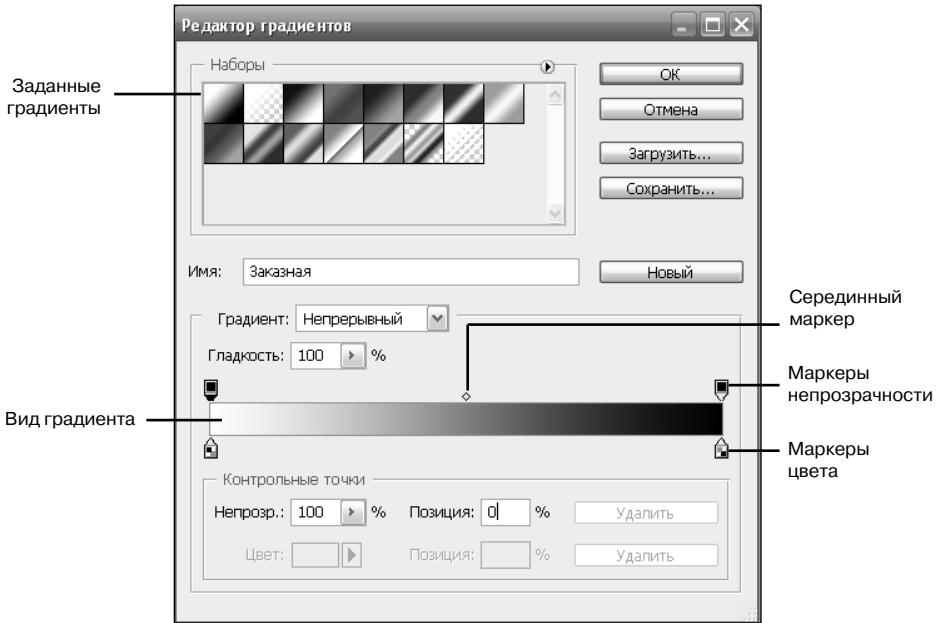 Редактор градиентов
Наборы
ОК
Отмена
Загрузить...
Сохранить...
Заданные
градиенты
Имя: Заказная
Новый
Градиент: Непрерывный
Гладкость: 100 %
Серединный
маркер
Маркеры
непрозрачности
Вид градиента
Маркеры
цвета
Контрольные точки
Непрозр.: 100 % Позиция: 0 % Удалить
Цвет: Позиция: % Удалить